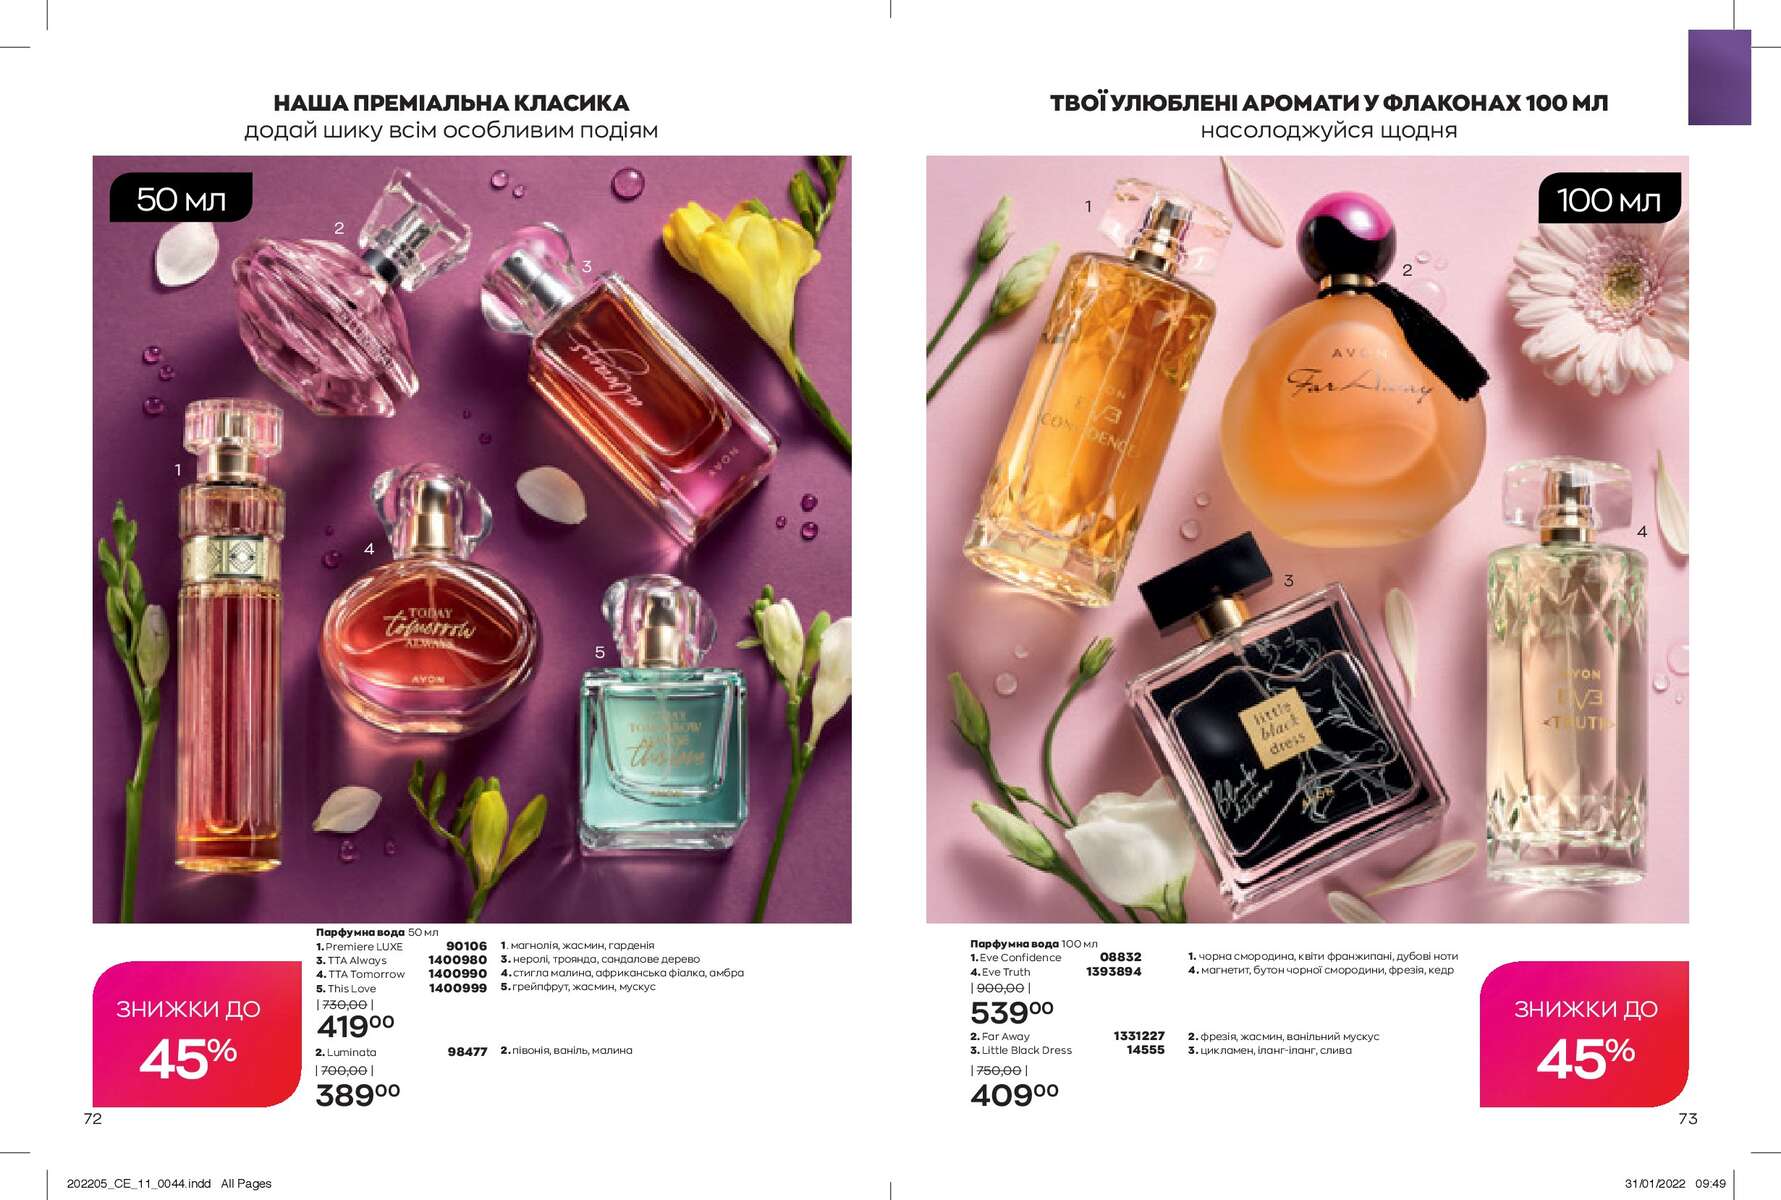 НАША ПРЕМІАЛЬНА КЛАСИКА
додай шику всім особливим подіям
50 мл
2
3
always
AVON
1
4
TODAY
tomorrow
ALWAYS
AVON
5
TOMORROW
this love
Парфумна вода 50 мл
1. Premiere LUXE 90106
3. TTA Always 1400980
4. TTA Tomorrow 1400990
5. This Love 1400999
| 730,00 |
419⁰⁰
2. Luminata 98477
| 700,00 |
389⁰⁰
1. магнолія, жасмин, гарденія
3. неролі, троянда, сандалове дерево
4. стигла малина, африканська фіалка, амбра
5. грейпфрут, жасмин, мускус
2. півонія, ваніль, малина
ЗНИЖКИ ДО
45%
72
ТВОЇ УЛЮБЛЕНІ АРОМАТИ У ФЛАКОНАХ 100 МЛ
насолоджуйся щодня
100 мл
1
2
AVON
EVE
CONFIDENCE
AVON
Far Away
3
little
black
dress
AVON
4
AVON
EVE
TRUTH
Парфумна вода 100 мл
1. Eve Confidence 08832
4. Eve Truth 1393894
| 900,00 |
539⁰⁰
2. Far Away 1331227
3. Little Black Dress 14555
| 750,00 |
409⁰⁰
1. чорна смородина, квіти франжипані, дубові ноти
4. магнетит, бутон чорної смородини, фрезія, кедр
2. фрезія, жасмин, ванільний мускус
3. цикламен, іланг-іланг, слива
ЗНИЖКИ ДО
45%
73
202205_CE_11_0044.indd All Pages
31/01/2022 09:49